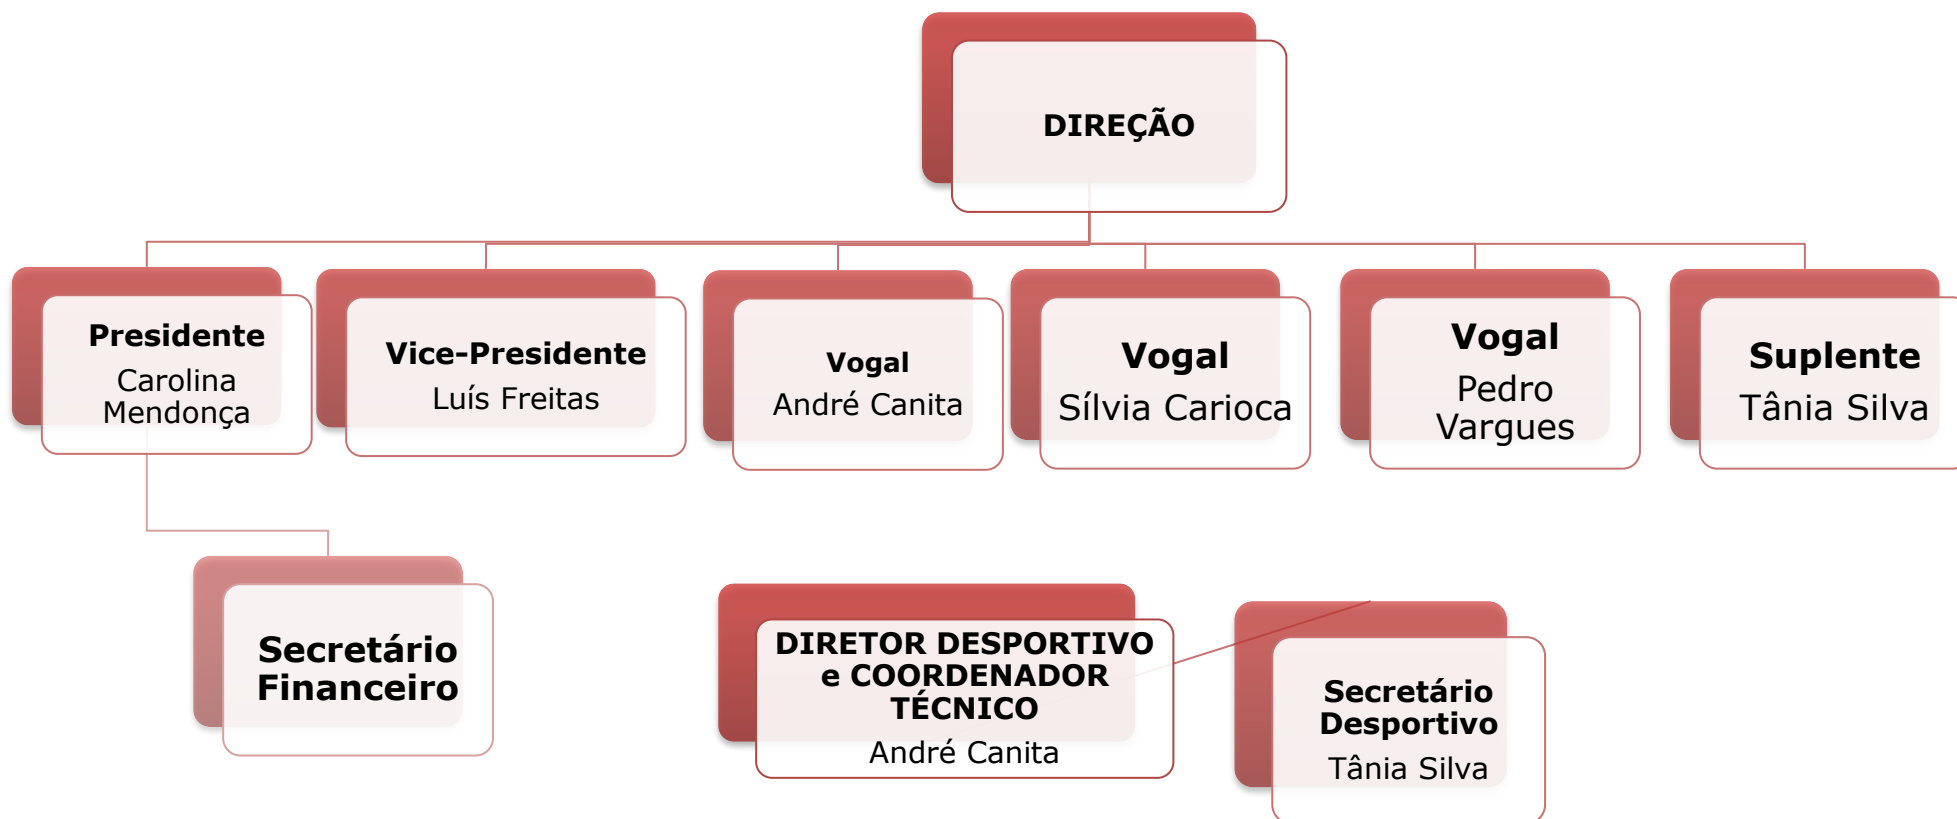 DIREÇÃO
Presidente
Carolina
Mendonça
Vice-Presidente
Luís Freitas
Vogal
André Canita
Vogal
Sílvia Carioca
Vogal
Pedro
Vargues
Suplente
Tânia Silva
Secretário
Financeiro
DIRETOR DESPORTIVO
e COORDENADOR
TÉCNICO
André Canita
Secretário
Desportivo
Tânia Silva